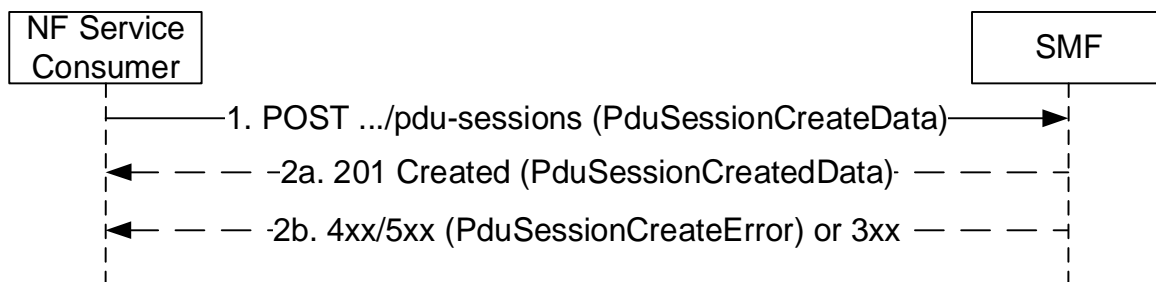 NF Service
Consumer
SMF
1. POST .../pdu-sessions (PduSessionCreateData)
2a. 201 Created (PduSessionCreatedData)
2b. 4xx/5xx (PduSessionCreateError) or 3xx